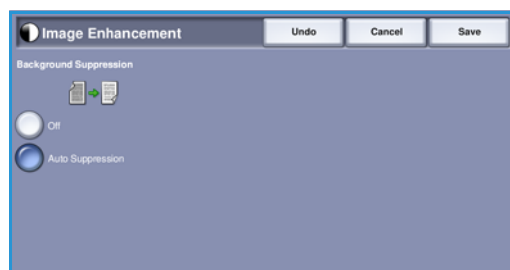 Image Enhancement
Undo
Cancel
Save
Background Suppression
Off
Auto Suppression